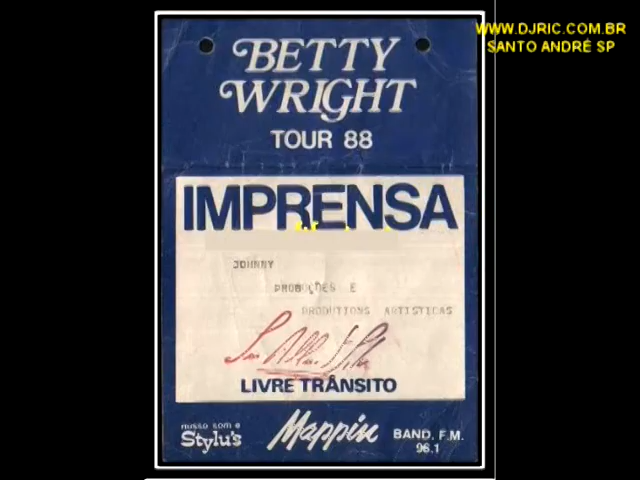 WWW.DJRIC.COM.BR
SANTO ANDRÉ SP
BETTY
WRIGHT
TOUR 88
IMPRENSA
JOHNNY
E
PRODUTIONS ARTISTICAS
LIVRE TRÂNSITO
Stylu's
Mappin
BAND. F.M.
96.1